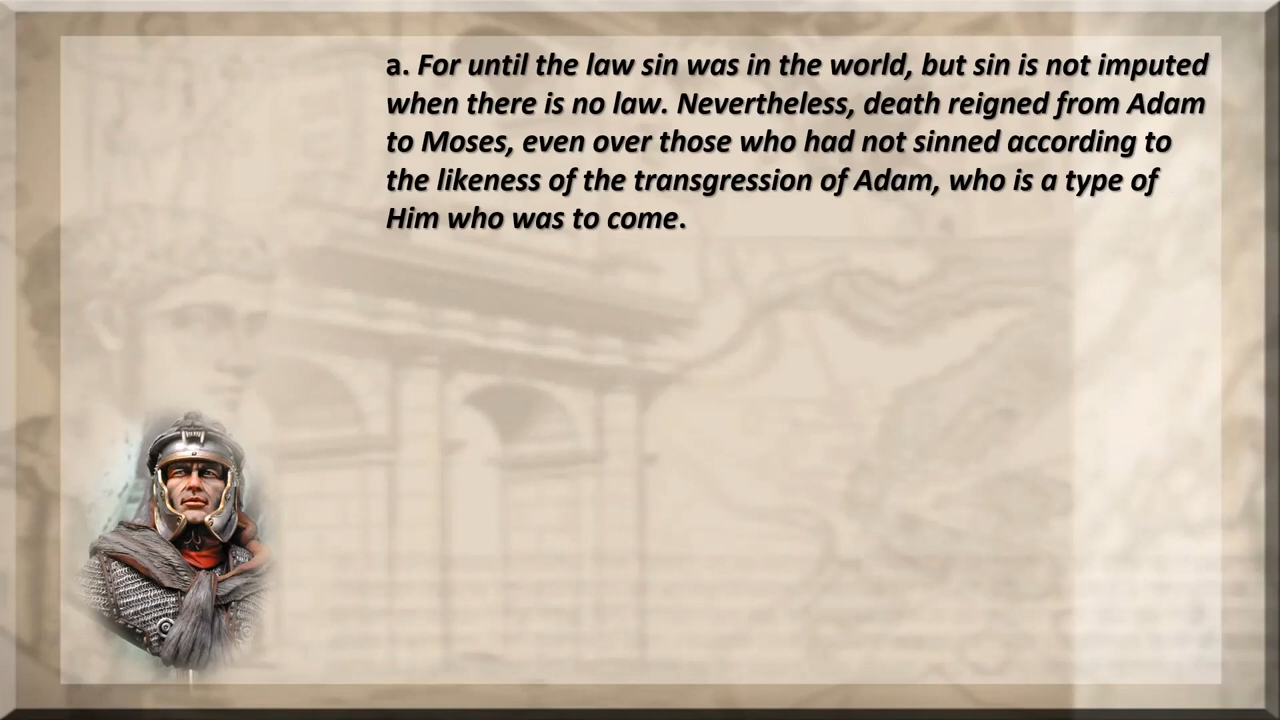 a. For until the law sin was in the world, but sin is not imputed
when there is no law. Nevertheless, death reigned from Adam
to Moses, even over those who had not sinned according to
the likeness of the transgression of Adam, who is a type of
Him who was to come.